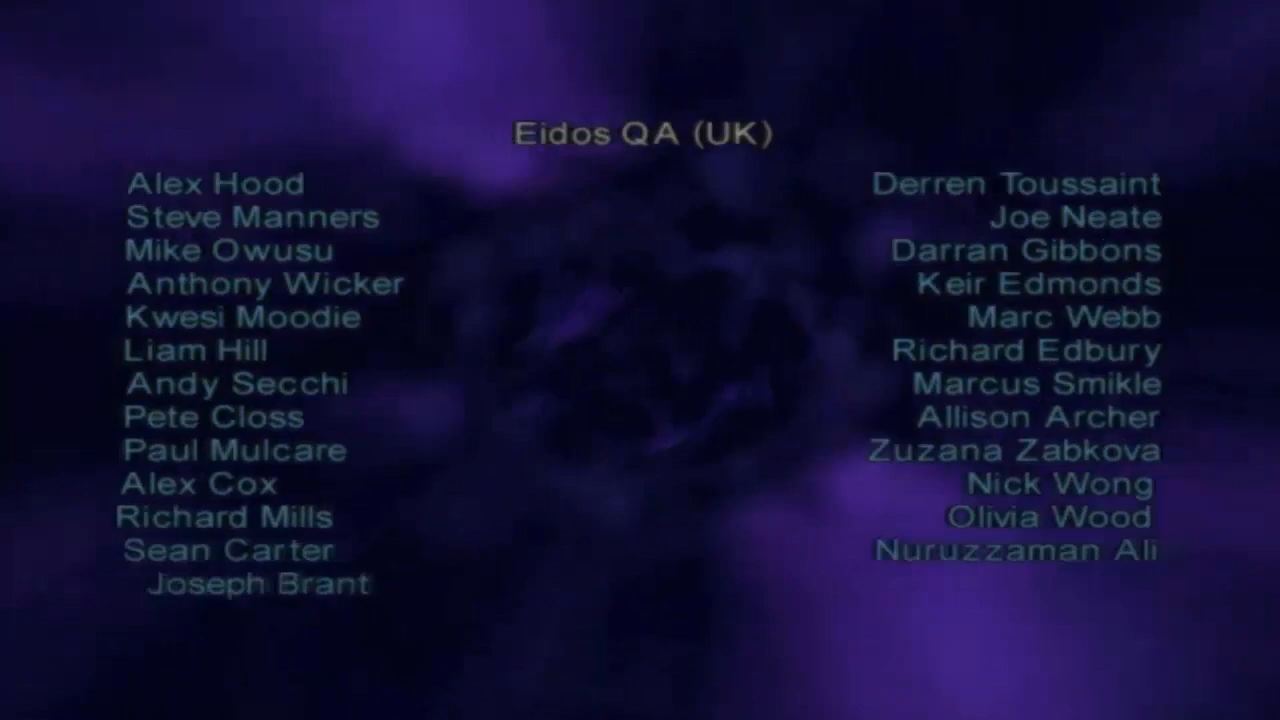 Eidos QA (UK)
Alex Hood
Steve Manners
Mike Owusu
Anthony Wicker
Kwesi Moodie
Liam Hill
Andy Secchi
Pete Closs
Paul Mulcare
Alex Cox
Richard Mills
Sean Carter
Joseph Brant
Derren Toussaint
Joe Neate
Darran Gibbons
Keir Edmonds
Marc Webb
Richard Edbury
Marcus Smikle
Allison Archer
Zuzana Zabkova
Nick Wong
Olivia Wood
Nuruzzaman Ali